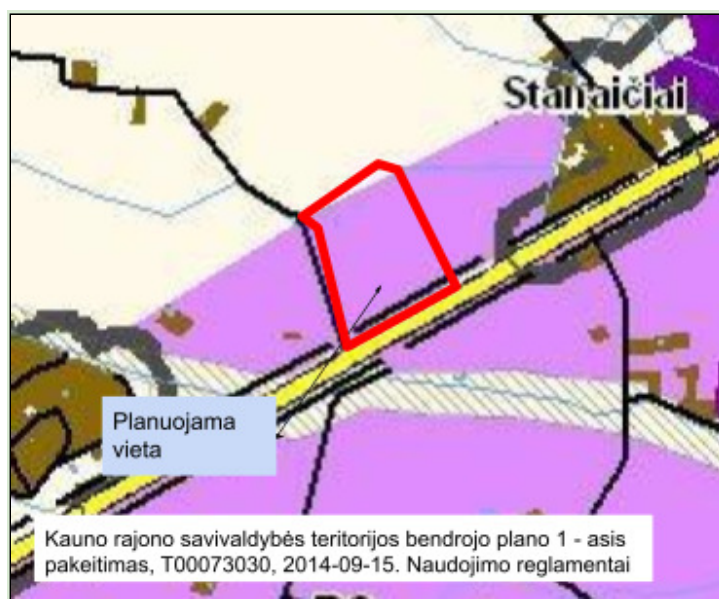 Stanaičiai
Planuojama
vieta
Kauno rajono savivaldybės teritorijos bendrojo plano 1 - asis
pakeitimas, T00073030, 2014-09-15. Naudojimo reglamentai